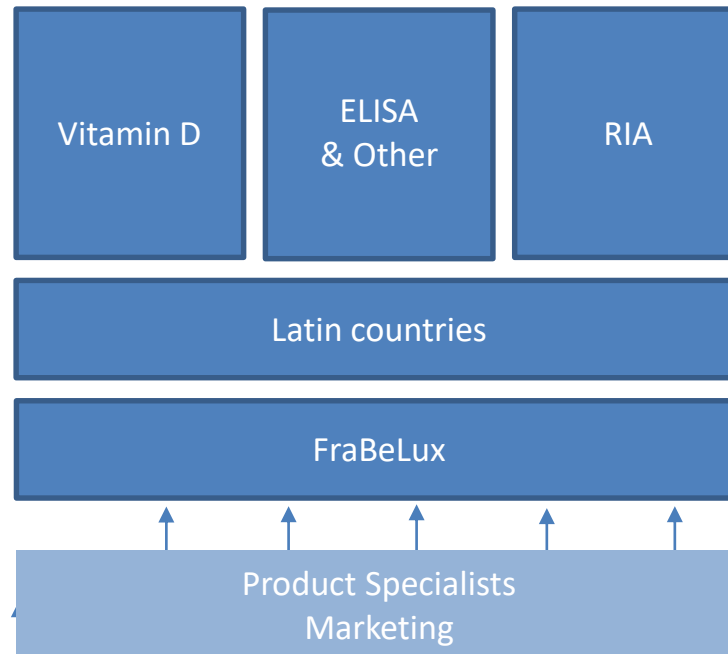 Vitamin D
ELISA
& Other
RIA
Latin countries
FraBeLux
Product Specialists
Marketing